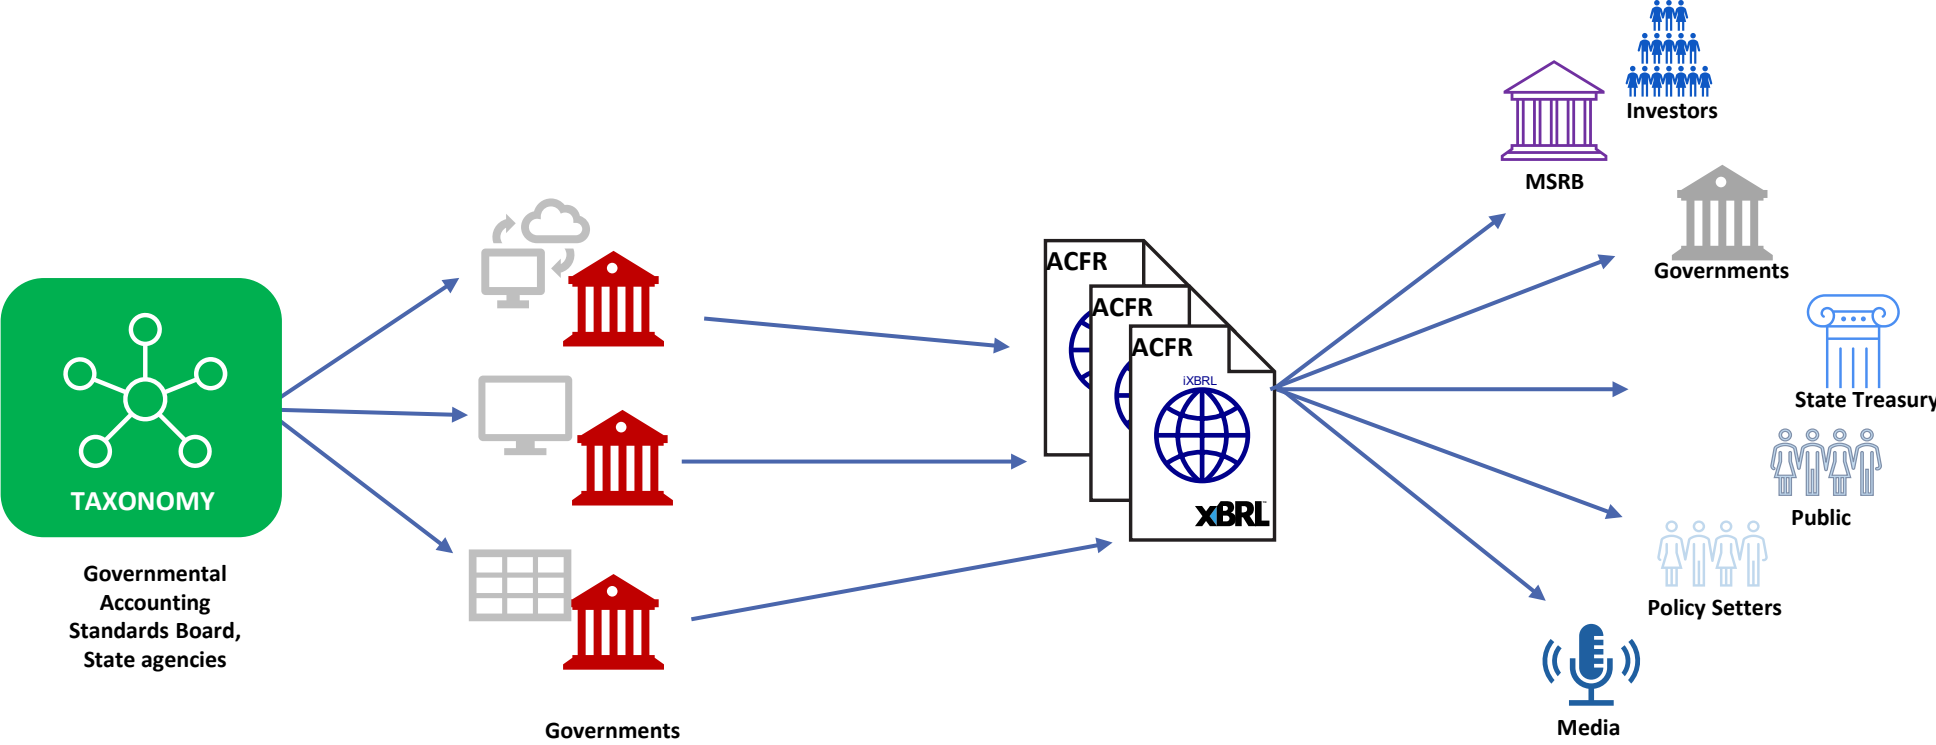 TAXONOMY
Governmental
Accounting
Standards Board,
State agencies
Governments
ACFR
ACFR
ACFR
iXBRL
XBRL™
Investors
MSRB
Governments
State Treasury
Public
Policy Setters
Media